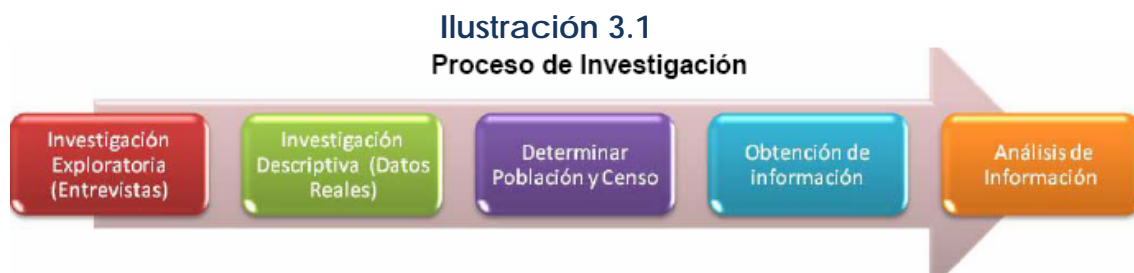 Ilustración 3.1
Proceso de Investigación
Investigación
Exploratoria
(Entrevistas)
Investigación
Descriptiva (Datos
Reales)
Determinar
Población y Censo
Obtención de
información
Análisis de
Información